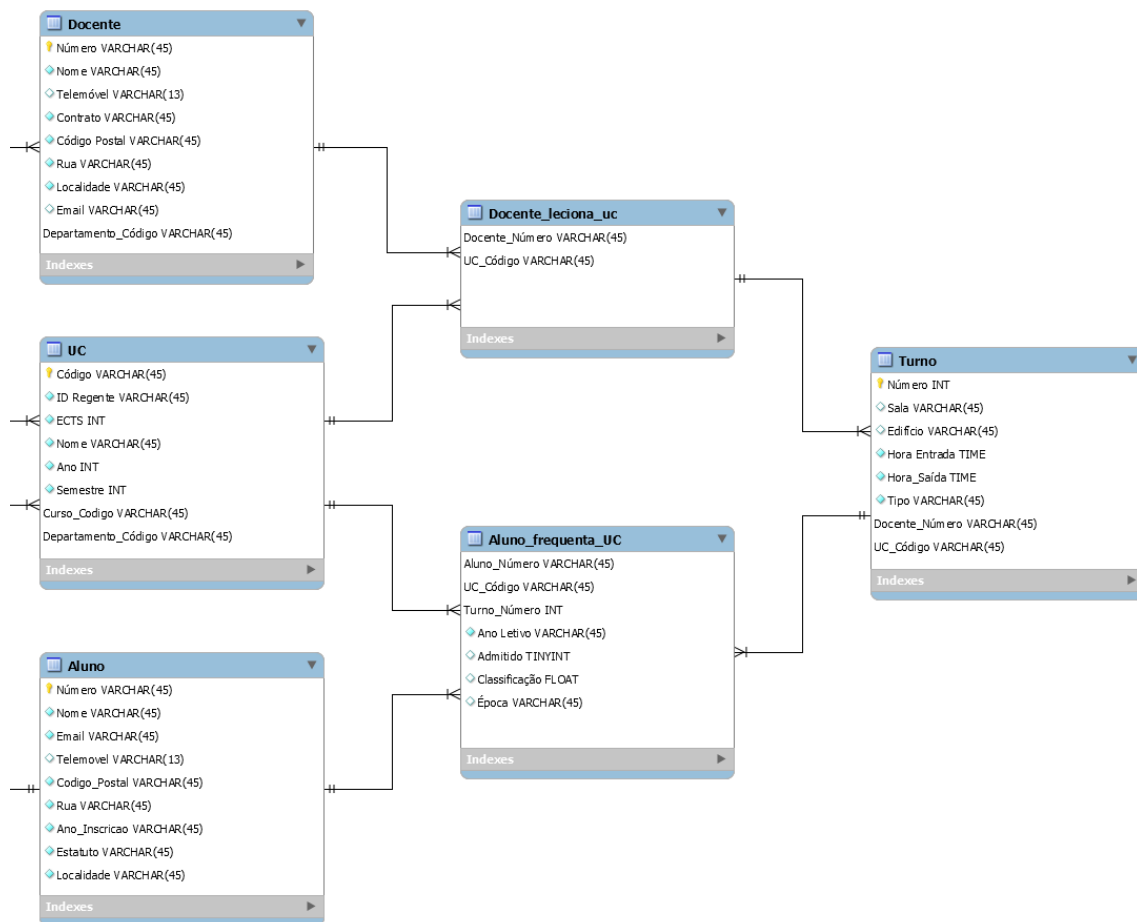 Docente
Número VARCHAR(45)
Nome VARCHAR(45)
Telemóvel VARCHAR(13)
Contrato VARCHAR(45)
Código Postal VARCHAR(45)
Rua VARCHAR(45)
Localidade VARCHAR(45)
Email VARCHAR(45)
Departamento_Código VARCHAR(45)
Indexes
UC
Código VARCHAR(45)
ID Regente VARCHAR(45)
ECTS INT
Nome VARCHAR(45)
Ano INT
Semestre INT
Curso_Codigo VARCHAR(45)
Departamento_Código VARCHAR(45)
Indexes
Aluno
Número VARCHAR(45)
Nome VARCHAR(45)
Email VARCHAR(45)
Telemovel VARCHAR(13)
Codigo_Postal VARCHAR(45)
Rua VARCHAR(45)
Ano_Inscricao VARCHAR(45)
Estatuto VARCHAR(45)
Localidade VARCHAR(45)
Indexes
Docente_leciona_uc
Docente_Número VARCHAR(45)
UC_Código VARCHAR(45)
Indexes
Aluno_frequenta_UC
Aluno_Número VARCHAR(45)
UC_Código VARCHAR(45)
Turno_Número INT
Ano Letivo VARCHAR(45)
Admitido TINYINT
Classificação FLOAT
Época VARCHAR(45)
Indexes
Turno
Número INT
Sala VARCHAR(45)
Edifício VARCHAR(45)
Hora Entrada TIME
Hora_Saída TIME
Tipo VARCHAR(45)
Docente_Número VARCHAR(45)
UC_Código VARCHAR(45)
Indexes